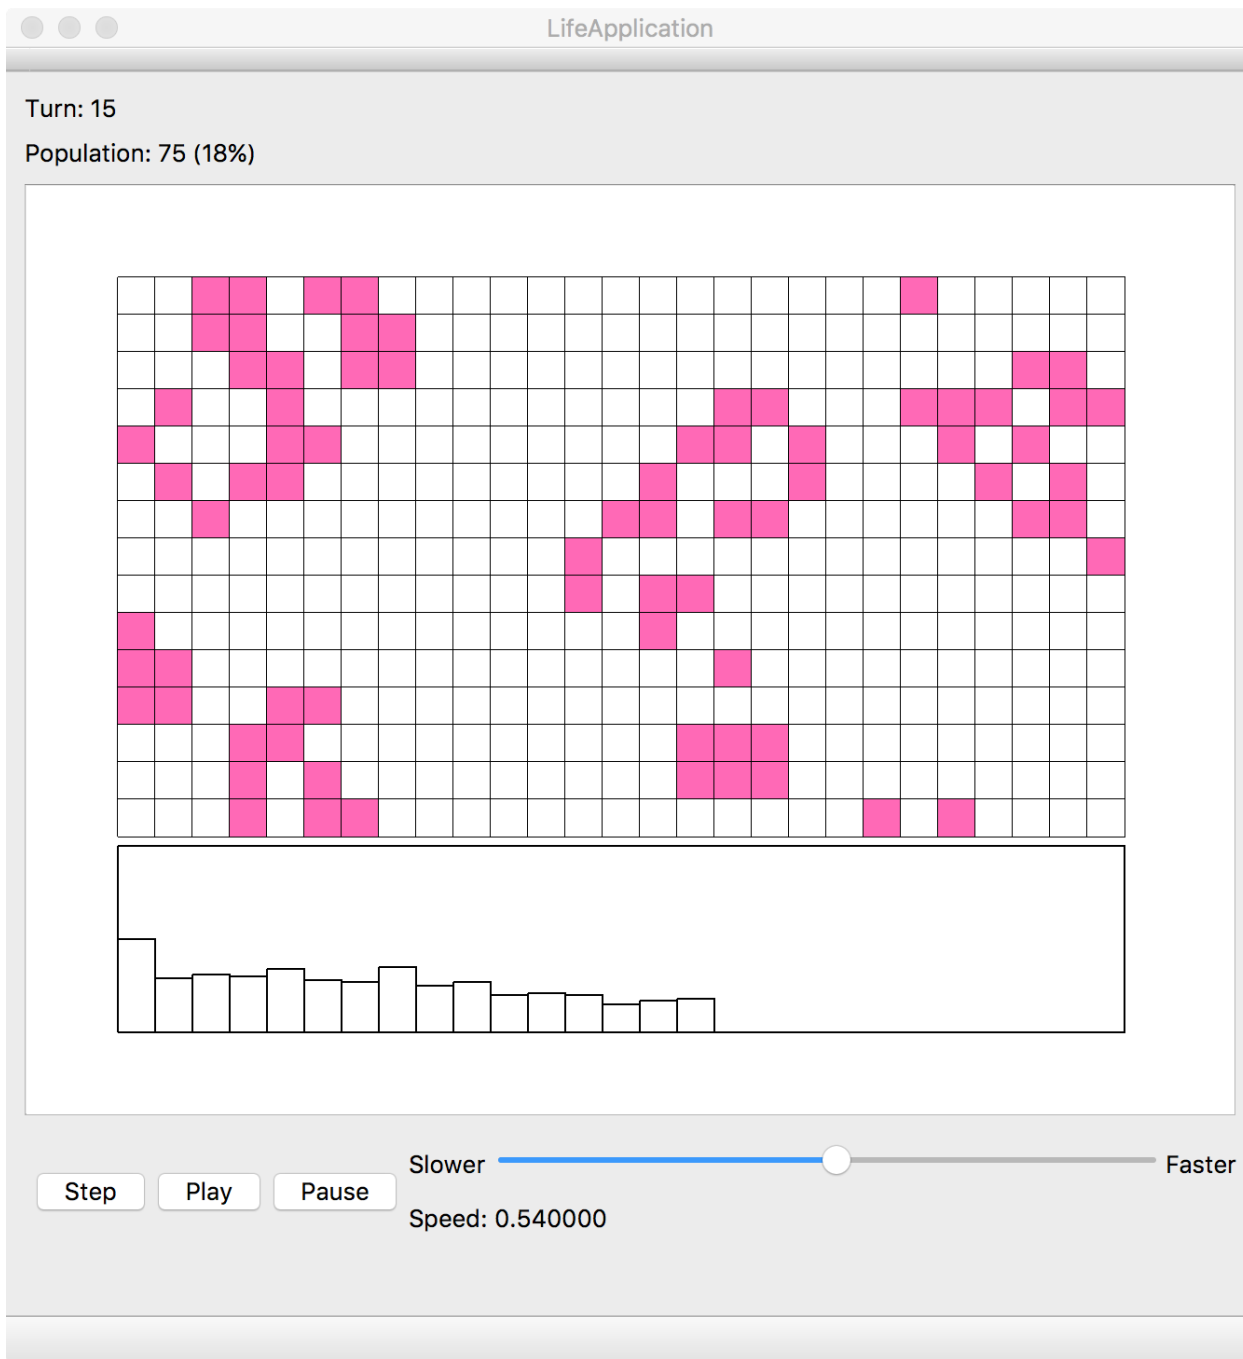 LifeApplication
Turn: 15
Population: 75 (18%)
Slower
Faster
Step
Play
Pause
Speed: 0.540000